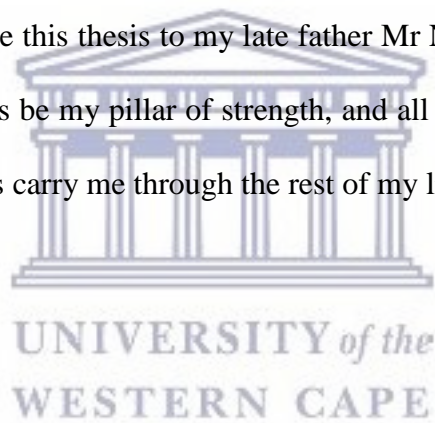 e this thesis to my late father Mr N
s be my pillar of strength, and all
s carry me through the rest of my l
UNIVERSITY of the
WESTERN CAPE